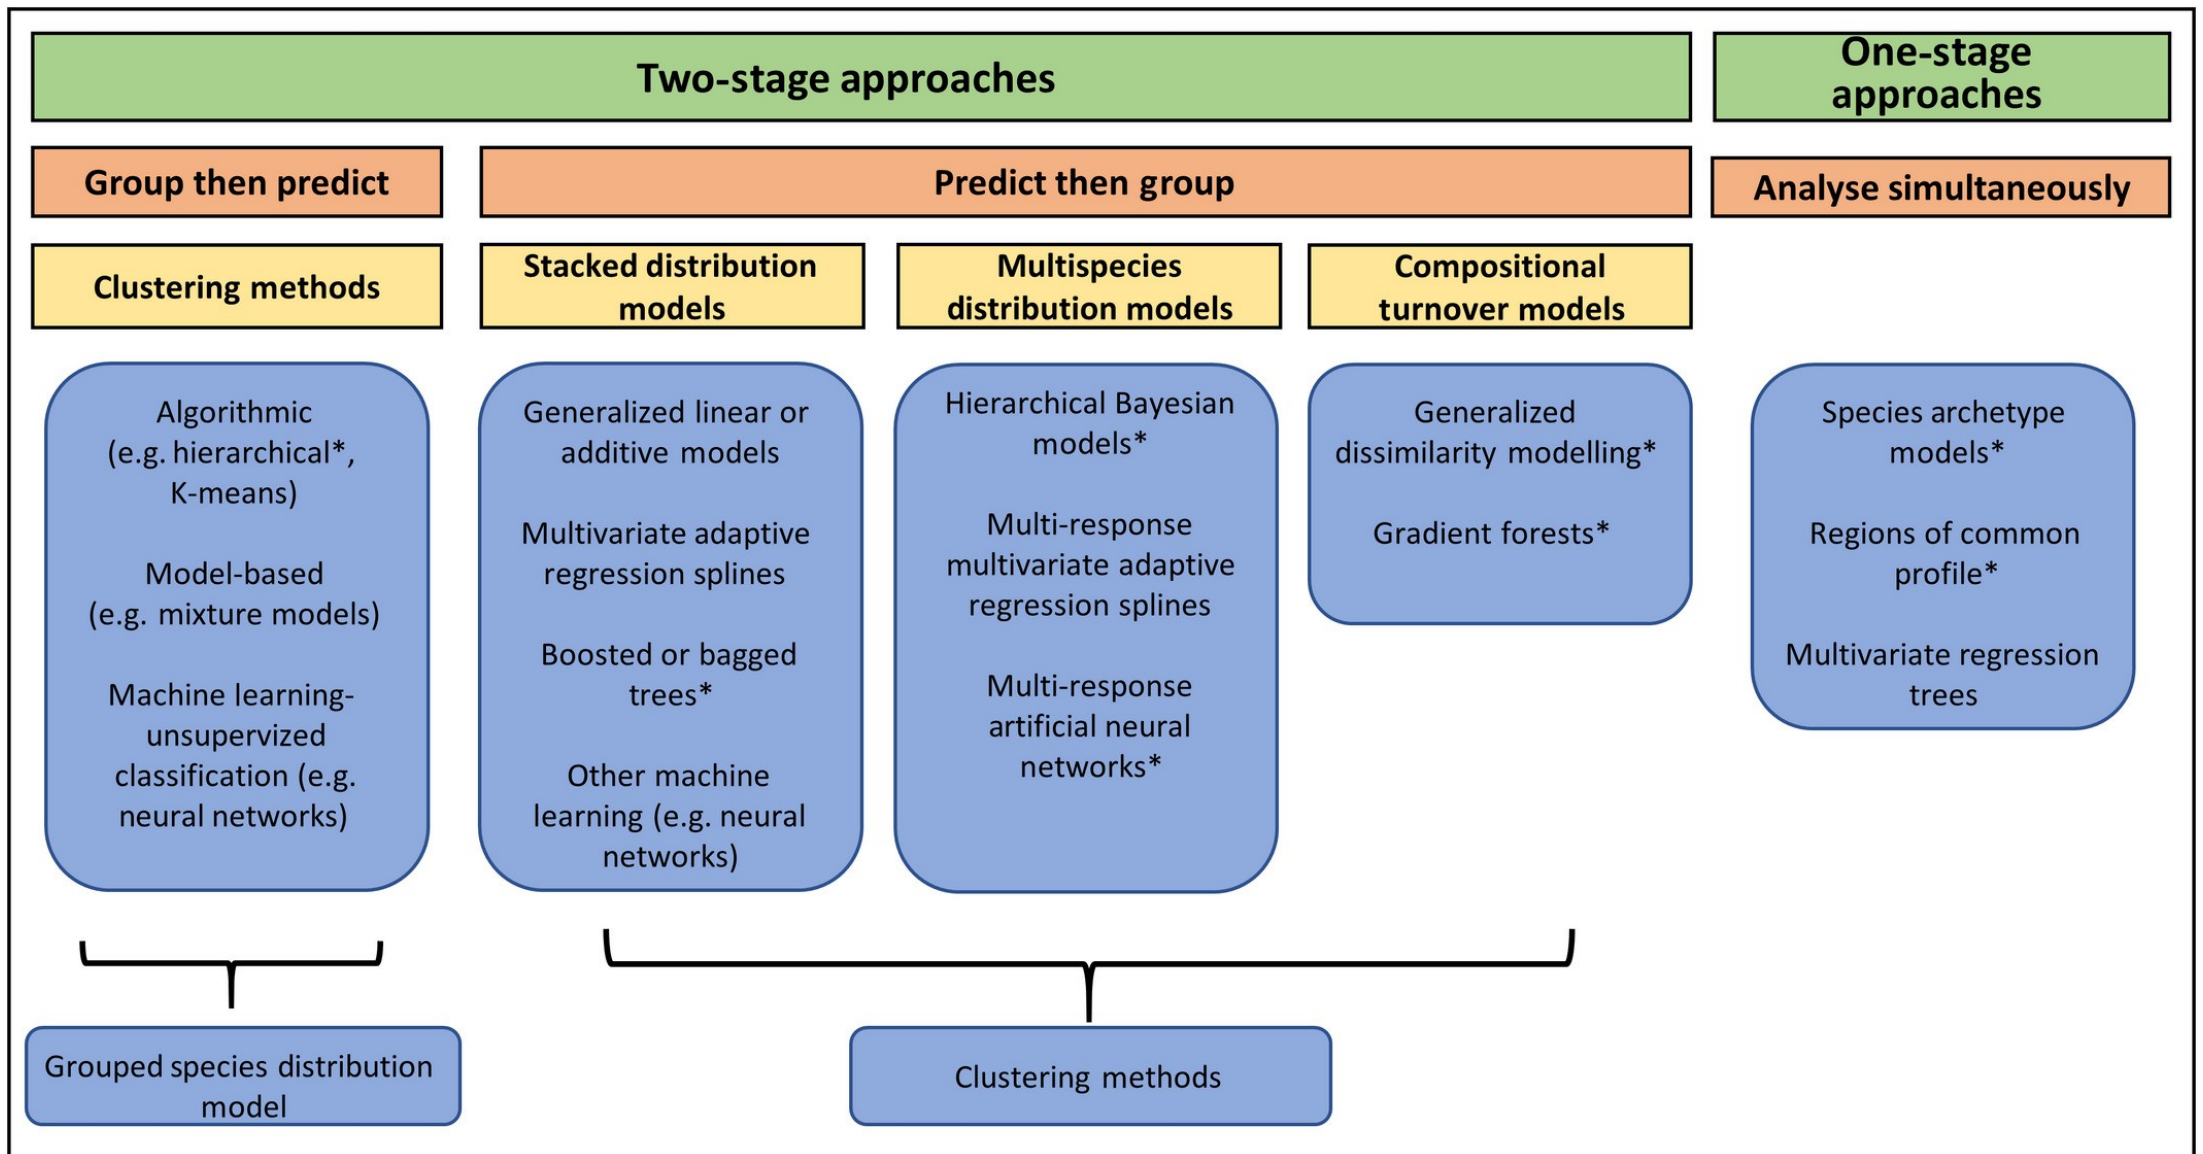 Two-stage approaches
One-stage
approaches
Group then predict
Predict then group
Analyse simultaneously
Clustering methods
Stacked distribution
models
Multispecies
distribution models
Compositional
turnover models
Algorithmic
(e.g. hierarchical*,
K-means)
Model-based
(e.g. mixture models)
Machine learning-
unsupervized
classification (e.g.
neural networks)
Generalized linear or
additive models
Multivariate adaptive
regression splines
Boosted or bagged
trees*
Other machine
learning (e.g. neural
networks)
Hierarchical Bayesian
models*
Multi-response
multivariate adaptive
regression splines
Multi-response
artificial neural
networks*
Generalized
dissimilarity modelling*
Gradient forests*
Species archetype
models*
Regions of common
profile*
Multivariate regression
trees
Grouped species distribution
model
Clustering methods